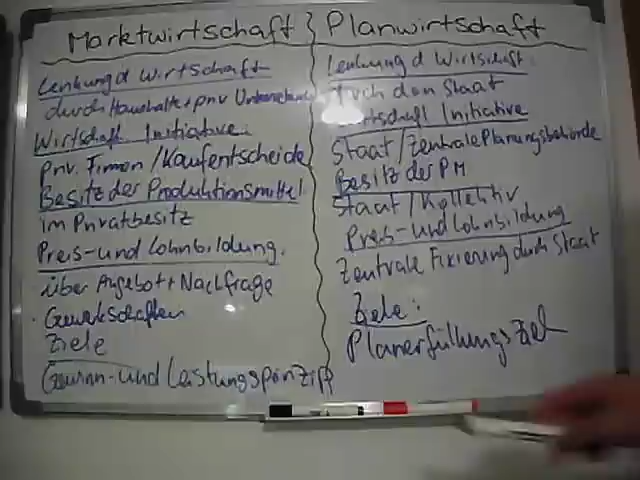 Marktwirtschaft
Lenkung d Wirtschaft
durch Haushalte + priv Unternehmen
Wirtschaft Initiative:
priv. Firmen / Kaufentscheide
Besitz der Produktionsmittel
im Privatbesitz
Preis- und Lohnbildung.
über Angebot + Nachfrage
· Gewerkschaften
Ziele
Gewinn- und Leistungsprinzip
Planwirtschaft
Lenkung d Wirtschaft:
durch den Staat
Initiative
Staat / Zentrale Planungsbehörde
Besitz der PM
Staat / Kollektiv
Preis- und Lohnbildung
Zentrale Fixierung durch Staat
Ziele:
Planerfüllungsziel